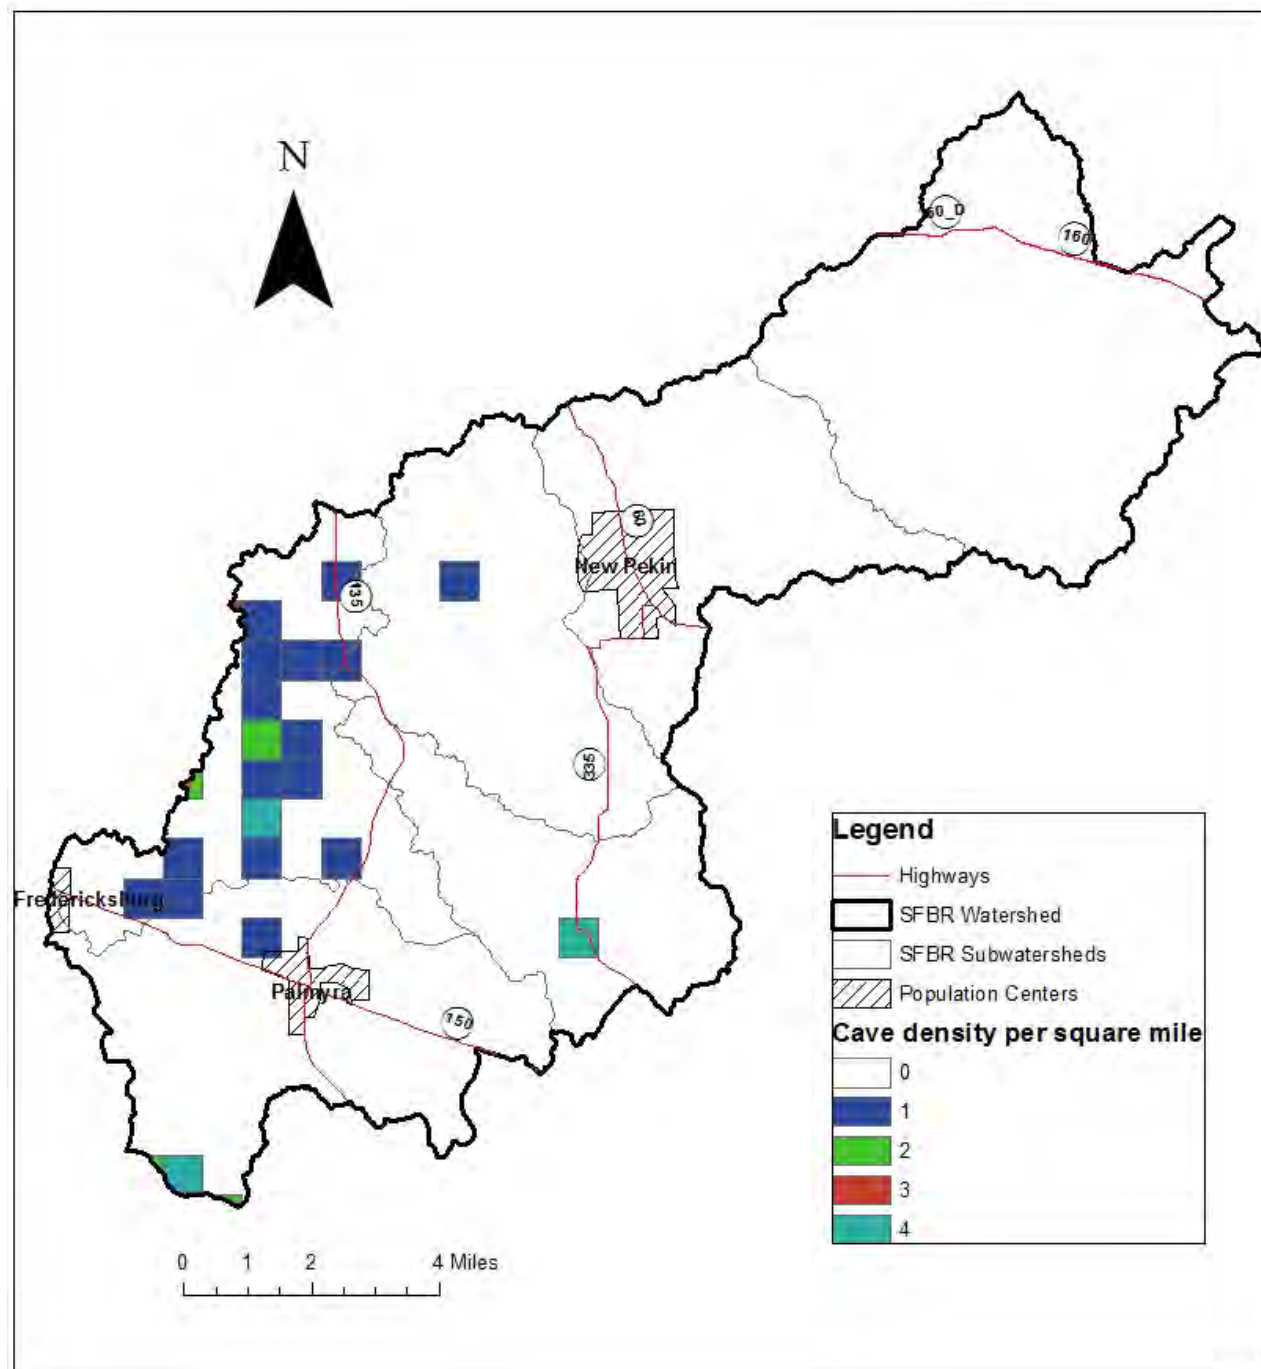 N
60_D
160
60
New Pekin
135
335
Fredericksburg
Palmyra
150
Legend
Highways
SFBR Watershed
SFBR Subwatersheds
Population Centers
Cave density per square mile
0
1
2
3
4
0 1 2 4 Miles